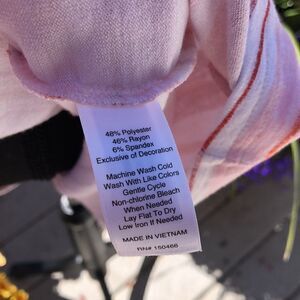 48% Polyester
46% Rayon
6% Spandex
Exclusive of Decoration
Machine Wash Cold
Wash With Like Colors
Gentle Cycle
Non-chlorine Bleach
When Needed
Lay Flat To Dry
Low Iron If Needed
MADE IN VIETNAM
RN# 150466